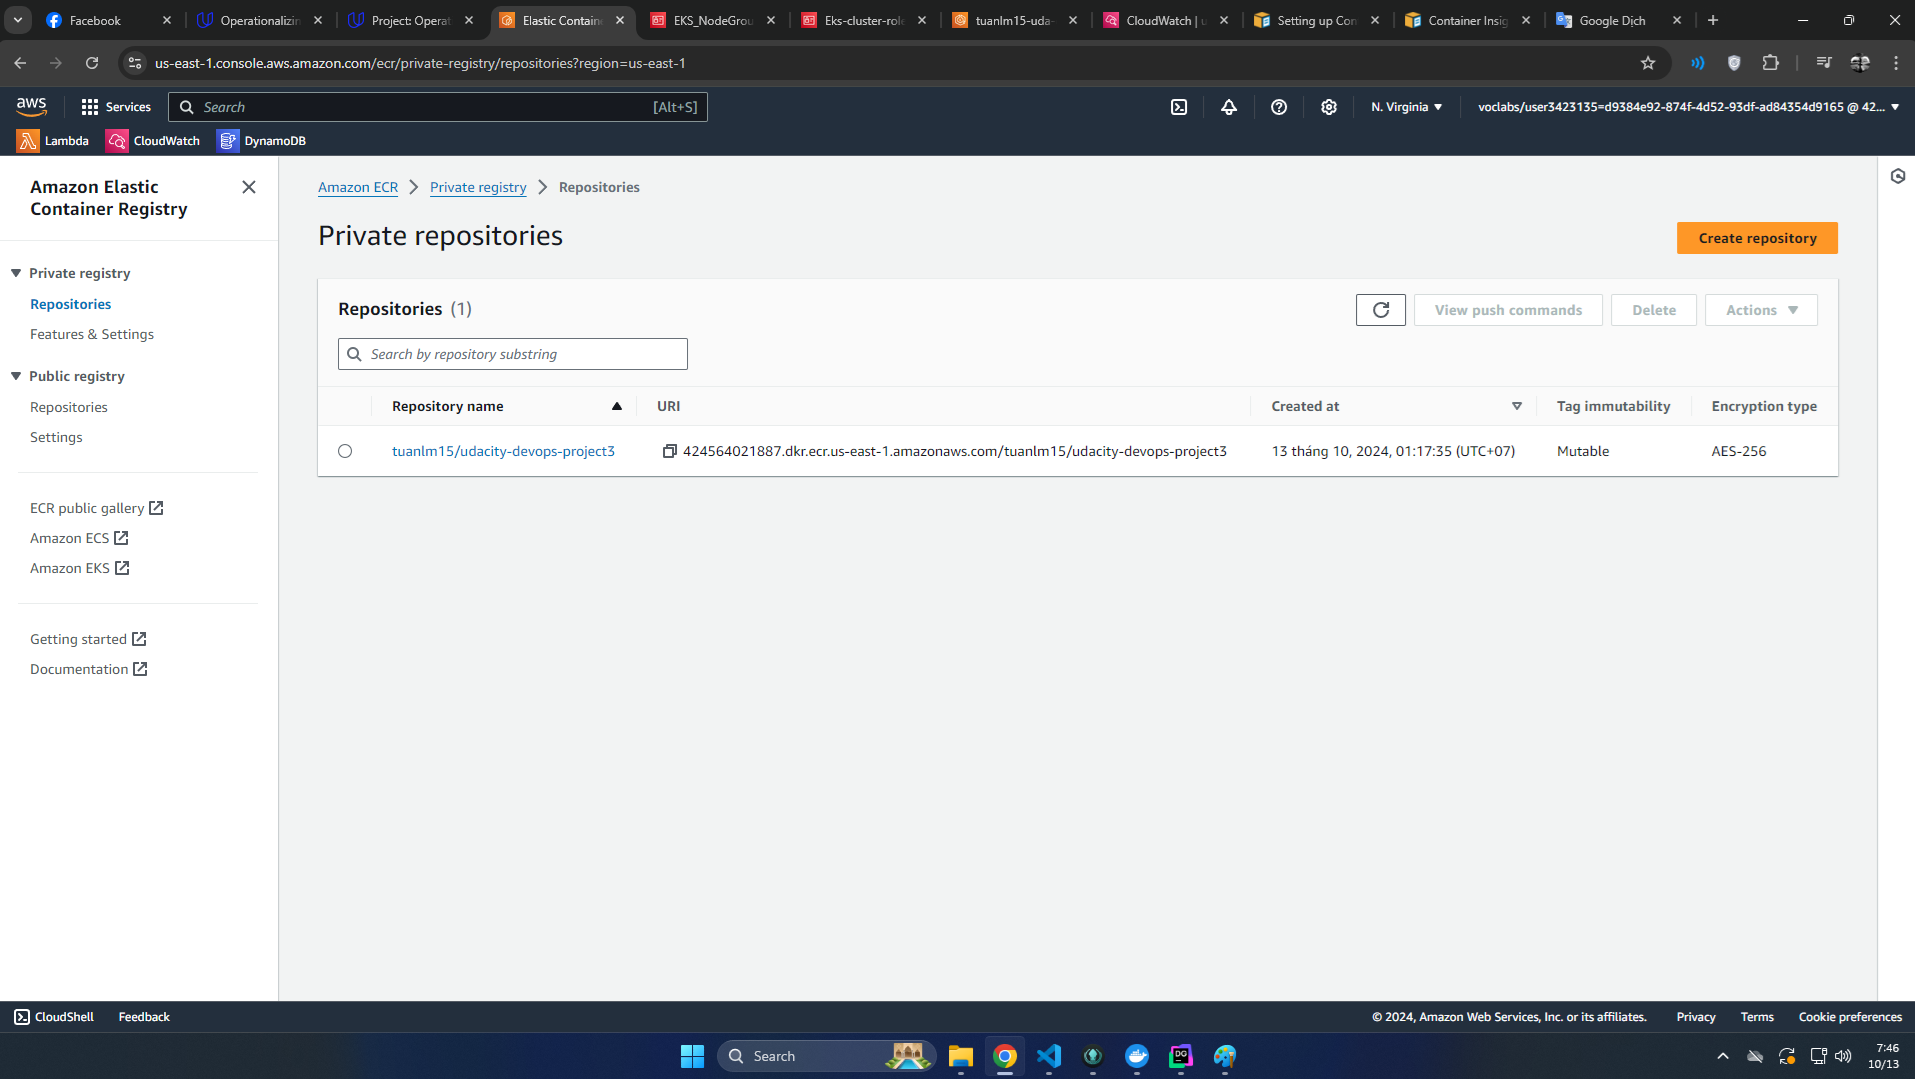 Facebook
Operationalizin
Project: Operat
Elastic Containe
EKS_NodeGrou
Eks-cluster-role
tuanlm15-uda-
CloudWatch | u
Setting up Con
Container Insig
Google Dịch
us-east-1.console.aws.amazon.com/ecr/private-registry/repositories?region=us-east-1
aws
Services
Search
[Alt+S]
N. Virginia
voclabs/user3423135=d9384e92-874f-4d52-93df-ad84354d9165 @ 42...
Lambda
CloudWatch
DynamoDB
Amazon Elastic
Container Registry
Private registry
Repositories
Features & Settings
Public registry
Repositories
Settings
ECR public gallery
Amazon ECS
Amazon EKS
Getting started
Documentation
Amazon ECR
Private registry
Repositories
Private repositories
Create repository
Repositories (1)
View push commands
Delete
Actions
Search by repository substring
Repository name
URI
Created at
Tag immutability
Encryption type
tuanlm15/udacity-devops-project3
424564021887.dkr.ecr.us-east-1.amazonaws.com/tuanlm15/udacity-devops-project3
13 tháng 10, 2024, 01:17:35 (UTC+07)
Mutable
AES-256
CloudShell
Feedback
© 2024, Amazon Web Services, Inc. or its affiliates.
Privacy
Terms
Cookie preferences
Search
DG
7:46
10/13